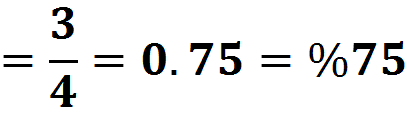 = 3/4 = 0.75 = %75